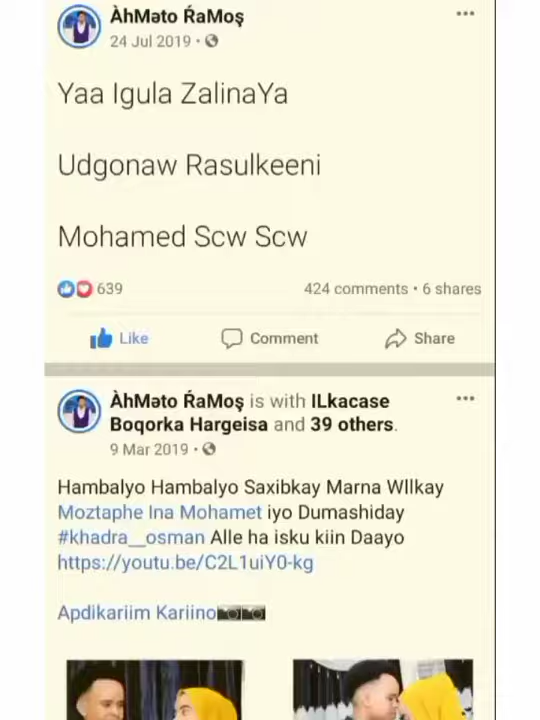 ÀhMəto ŔaMoş
24 Jul 2019 ·
Yaa Igula ZalinaYa
Udgonaw Rasulkeeni
Mohamed Scw Scw
639
424 comments • 6 shares
Like
Comment
Share
ÀhMəto ŔaMoş is with ILkacase
Boqorka Hargeisa and 39 others.
9 Mar 2019 ·
Hambalyo Hambalyo Saxibkay Marna Wllkay
Moztaphe Ina Mohamet iyo Dumashiday
#khadra__osman Alle ha isku kiin Daayo
https://youtu.be/C2L1uiY0-kg
Apdikariim Kariino